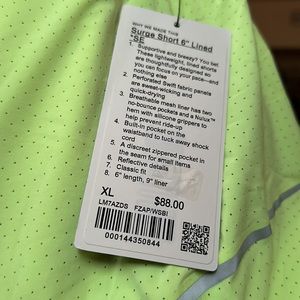 WHY WE MADE THIS
Surge Short 6" Lined
*SE
1. Supportive and breezy? You bet.
These lightweight, lined shorts
are thoughtfully designed so
you can focus on your pace—and
nothing else
2. Perforated Swift fabric panels
are sweat-wicking and
quick-drying
3. Breathable mesh liner has two
no-bounce pockets and a Nulux™
hem with silicone grippers to
help prevent ride-up
4. Built-in pocket on the
waistband to tuck away shock
cord
5. A discreet zippered pocket in
the seam for small items
6. Reflective details
7. Classic fit
8. 6" length, 9" liner
XL
$88.00
LM7AZDS FZAP/WSBI
000144350844